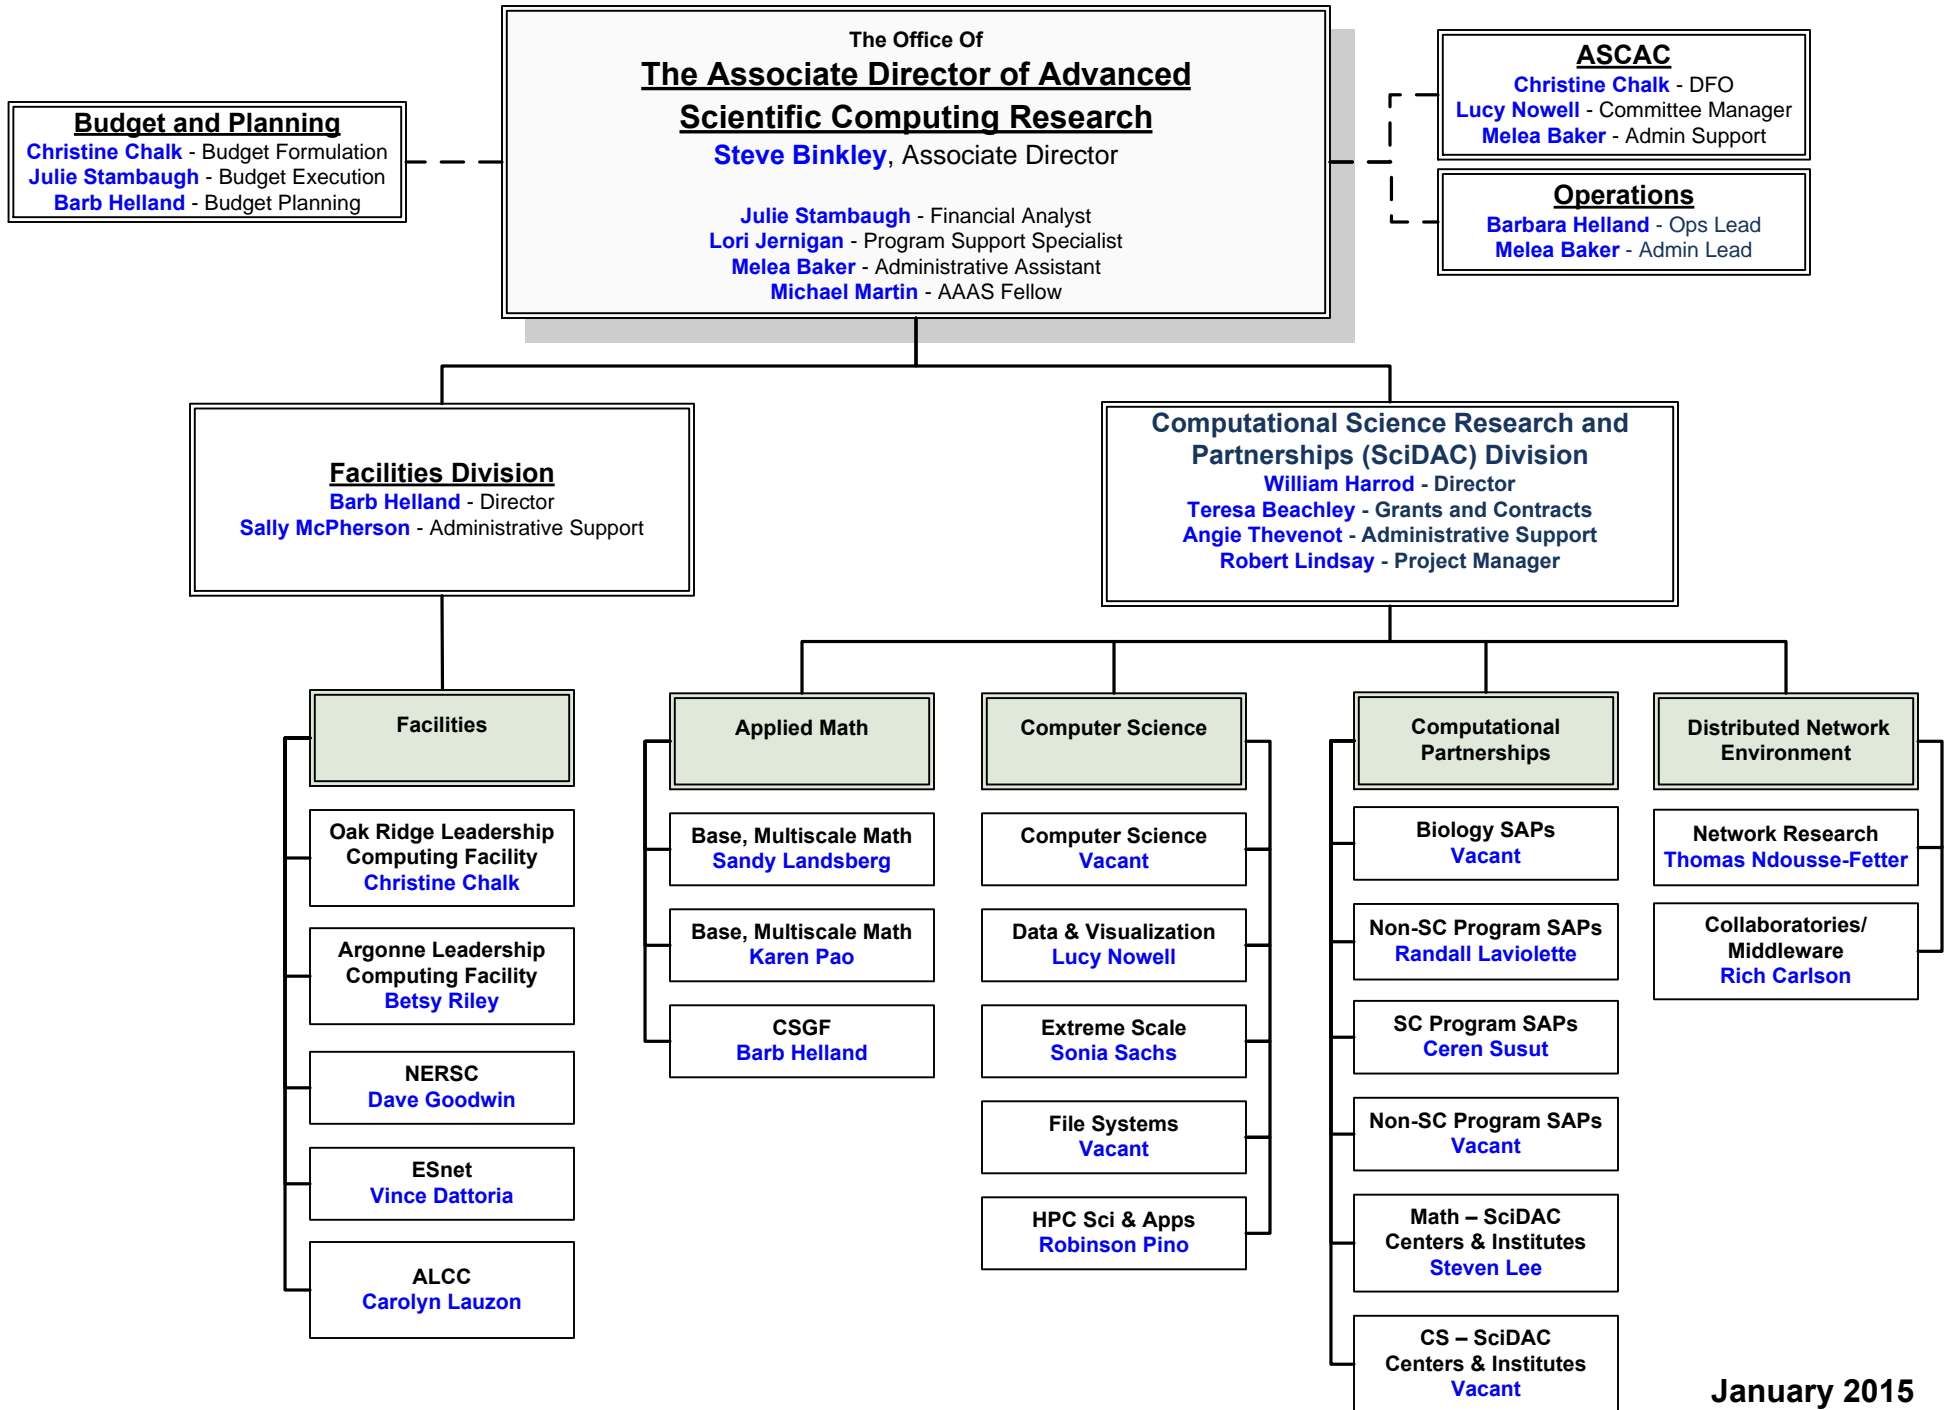 The Office Of
The Associate Director of Advanced
Scientific Computing Research
Steve Binkley, Associate Director
Julie Stambaugh - Financial Analyst
Lori Jernigan - Program Support Specialist
Melea Baker - Administrative Assistant
Michael Martin - AAAS Fellow
Budget and Planning
Christine Chalk - Budget Formulation
Julie Stambaugh - Budget Execution
Barb Helland - Budget Planning
ASCAC
Christine Chalk - DFO
Lucy Nowell - Committee Manager
Melea Baker - Admin Support
Operations
Barbara Helland - Ops Lead
Melea Baker - Admin Lead
Facilities Division
Barb Helland - Director
Sally McPherson - Administrative Support
Computational Science Research and
Partnerships (SciDAC) Division
William Harrod - Director
Teresa Beachley - Grants and Contracts
Angie Thevenot - Administrative Support
Robert Lindsay - Project Manager
Facilities
Oak Ridge Leadership
Computing Facility
Christine Chalk
Argonne Leadership
Computing Facility
Betsy Riley
NERSC
Dave Goodwin
ESnet
Vince Dattoria
ALCC
Carolyn Lauzon
Applied Math
Base, Multiscale Math
Sandy Landsberg
Base, Multiscale Math
Karen Pao
CSGF
Barb Helland
Computer Science
Computer Science
Vacant
Data & Visualization
Lucy Nowell
Extreme Scale
Sonia Sachs
File Systems
Vacant
HPC Sci & Apps
Robinson Pino
Computational
Partnerships
Biology SAPs
Vacant
Non-SC Program SAPs
Randall Laviolette
SC Program SAPs
Ceren Susut
Non-SC Program SAPs
Vacant
Math – SciDAC
Centers & Institutes
Steven Lee
CS – SciDAC
Centers & Institutes
Vacant
Distributed Network
Environment
Network Research
Thomas Ndousse-Fetter
Collaboratories/
Middleware
Rich Carlson
January 2015